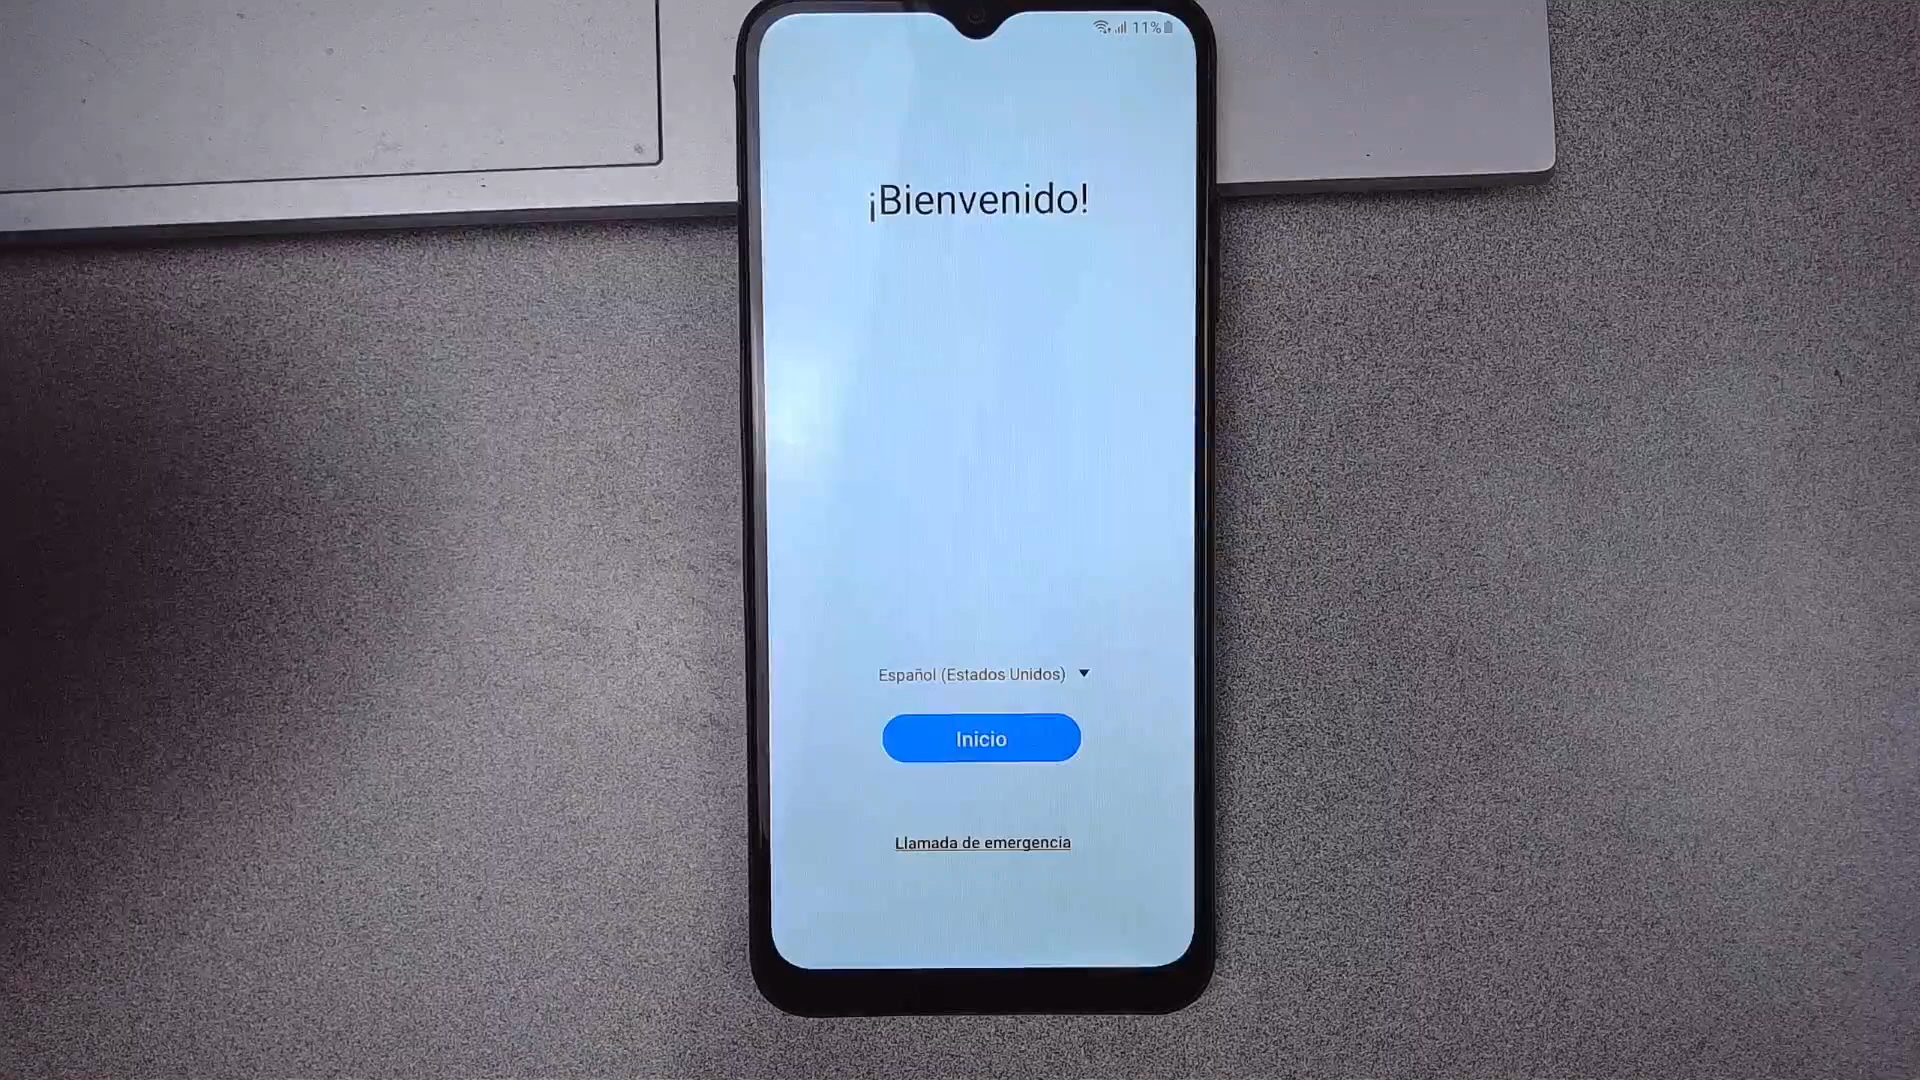 11%
¡Bienvenido!
Español (Estados Unidos)
Inicio
Llamada de emergencia